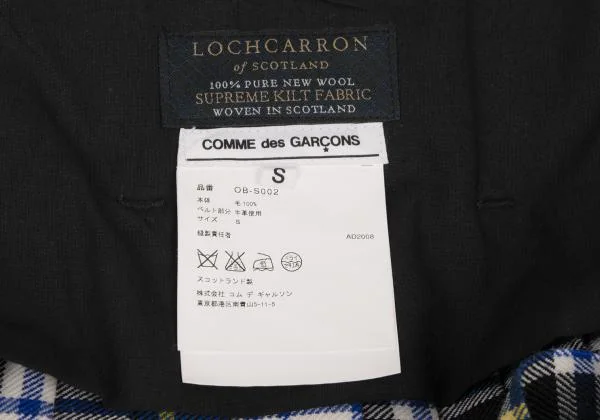 LOCHCARRON
of SCOTLAND
100% PURE NEW WOOL
SUPREME KILT FABRIC
WOVEN IN SCOTLAND
COMME des GARÇONS
S
品番 OB-S002
本体 毛100%
ベルト部分 牛革使用
サイズ S
縫製責任者 AD2008
スコットランド製
株式会社 コム デ ギャルソン
東京都港区南青山5-11-5